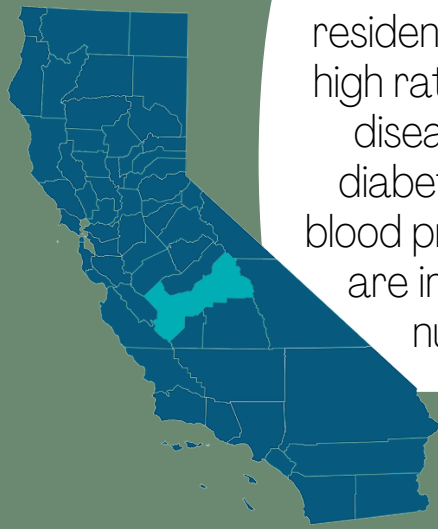 residen
high rat
disea
diabet
blood pr
are in
nu